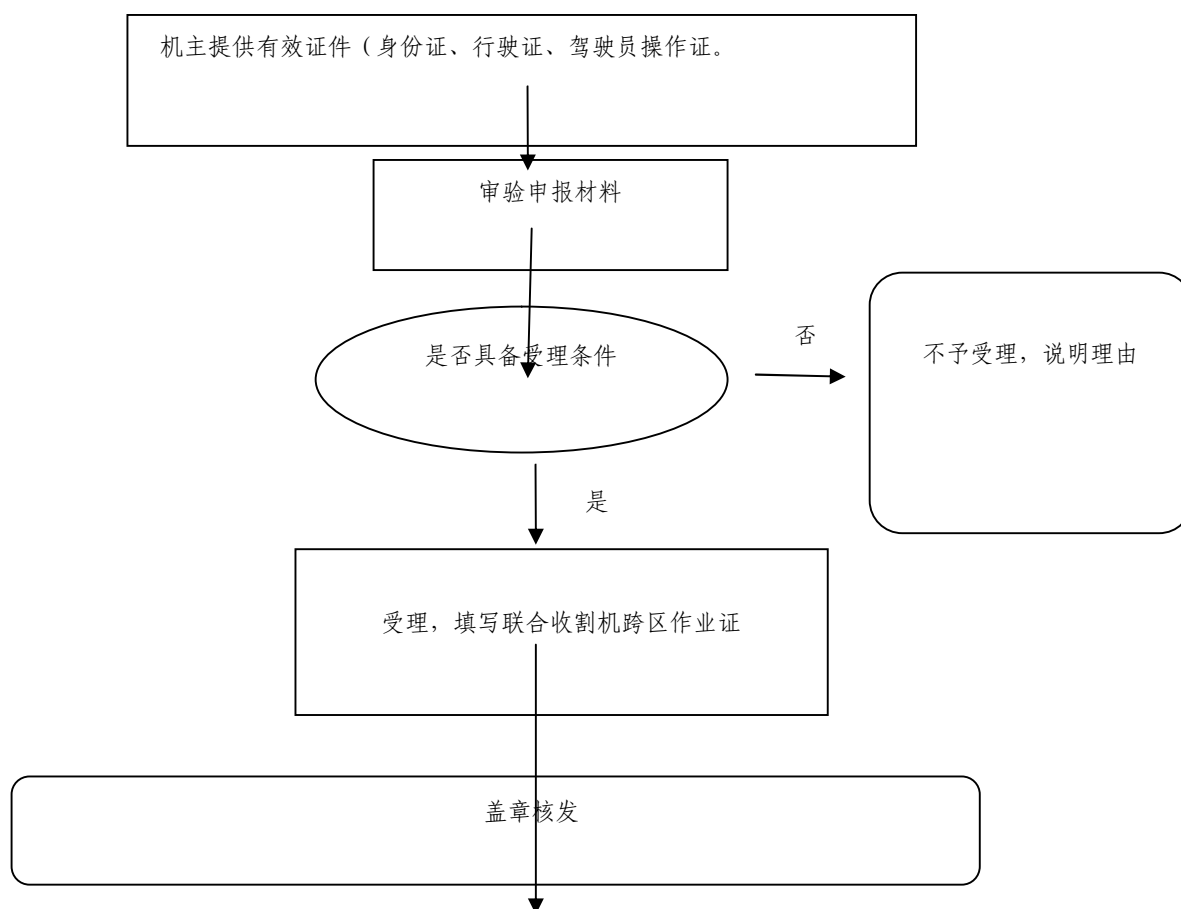 机主提供有效证件（身份证、行驶证、驾驶员操作证。
审验申报材料
是否具备受理条件
否
不予受理，说明理由
是
受理，填写联合收割机跨区作业证
盖章核发